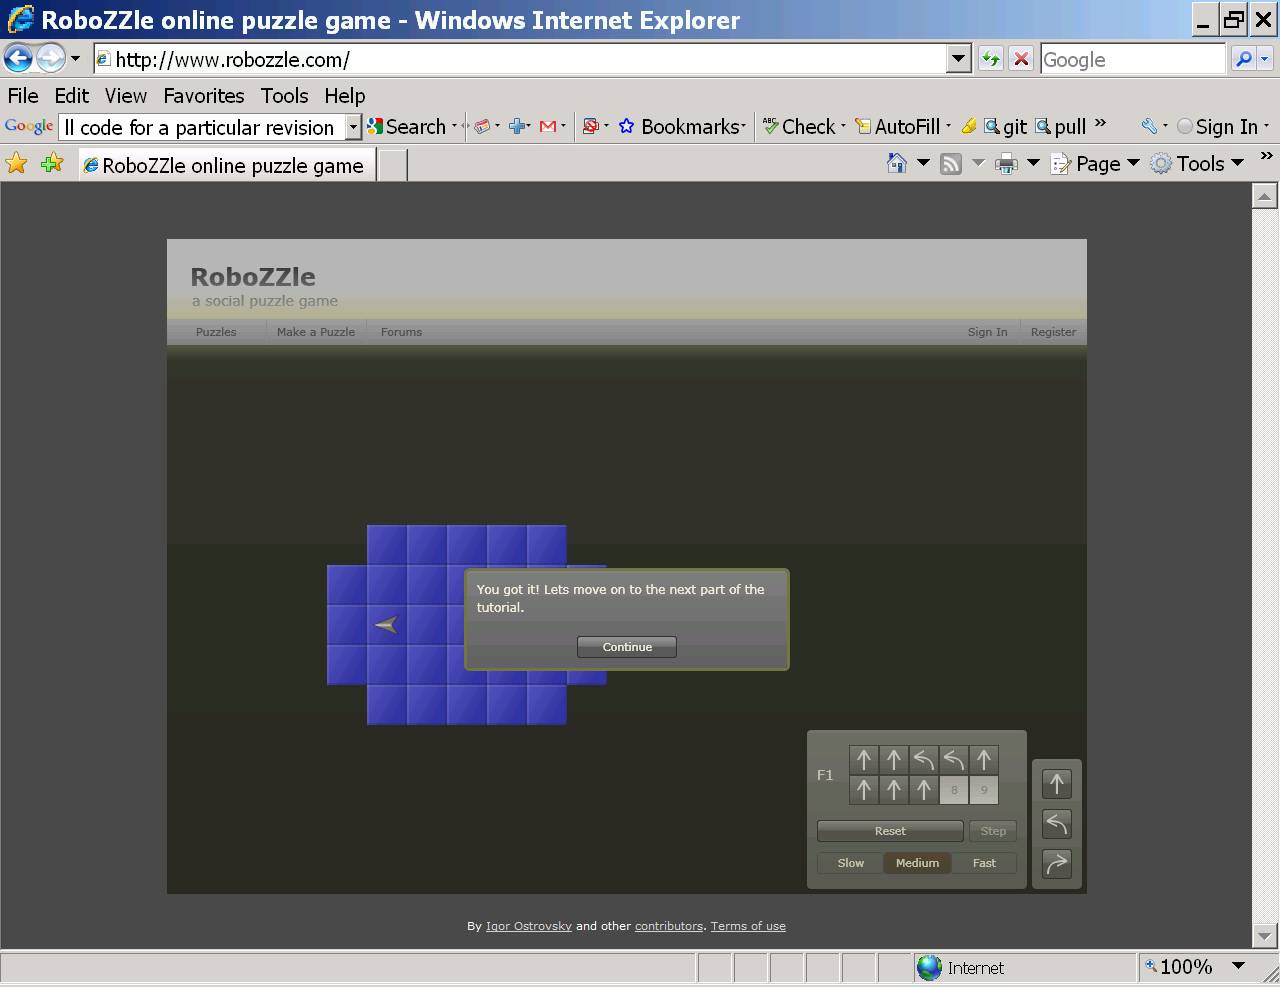 RoboZZle online puzzle game - Windows Internet Explorer
http://www.robozzle.com/
Google
File Edit View Favorites Tools Help
Google ll code for a particular revision Search Bookmarks Check AutoFill git pull » Sign In
RoboZZle online puzzle game Page Tools »
RoboZZle
a social puzzle game
Puzzles Make a Puzzle Forums Sign In Register
You got it! Lets move on to the next part of the
tutorial.
Continue
F1
8 9
Reset Step
Slow Medium Fast
By Igor Ostrovsky and other contributors. Terms of use
Internet 100%